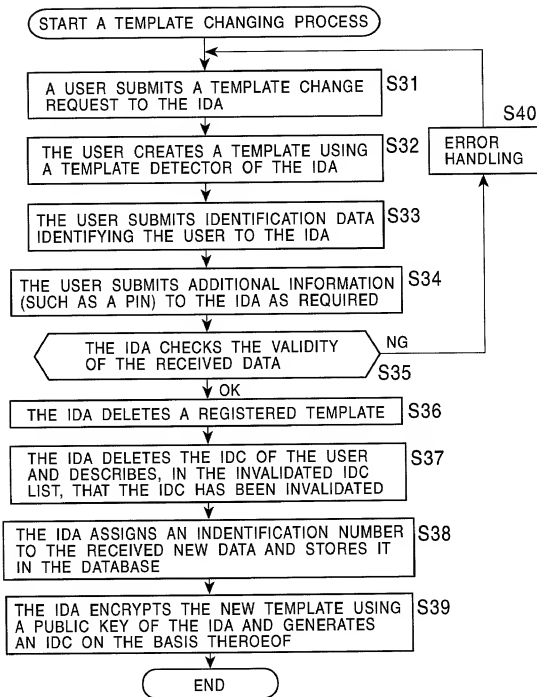 START A TEMPLATE CHANGING PROCESS
A USER SUBMITS A TEMPLATE CHANGE
REQUEST TO THE IDA
S31
S40
ERROR
HANDLING
THE USER CREATES A TEMPLATE USING
A TEMPLATE DETECTOR OF THE IDA
S32
THE USER SUBMITS IDENTIFICATION DATA
IDENTIFYING THE USER TO THE IDA
S33
THE USER SUBMITS ADDITIONAL INFORMATION
(SUCH AS A PIN) TO THE IDA AS REQUIRED
S34
THE IDA CHECKS THE VALIDITY
OF THE RECEIVED DATA
NG
S35
OK
THE IDA DELETES A REGISTERED TEMPLATE
S36
THE IDA DELETES THE IDC OF THE USER
AND DESCRIBES, IN THE INVALIDATED IDC
LIST, THAT THE IDC HAS BEEN INVALIDATED
S37
THE IDA ASSIGNS AN INDENTIFICATION NUMBER
TO THE RECEIVED NEW DATA AND STORES IT
IN THE DATABASE
S38
THE IDA ENCRYPTS THE NEW TEMPLATE USING
A PUBLIC KEY OF THE IDA AND GENERATES
AN IDC ON THE BASIS THEROEOF
S39
END